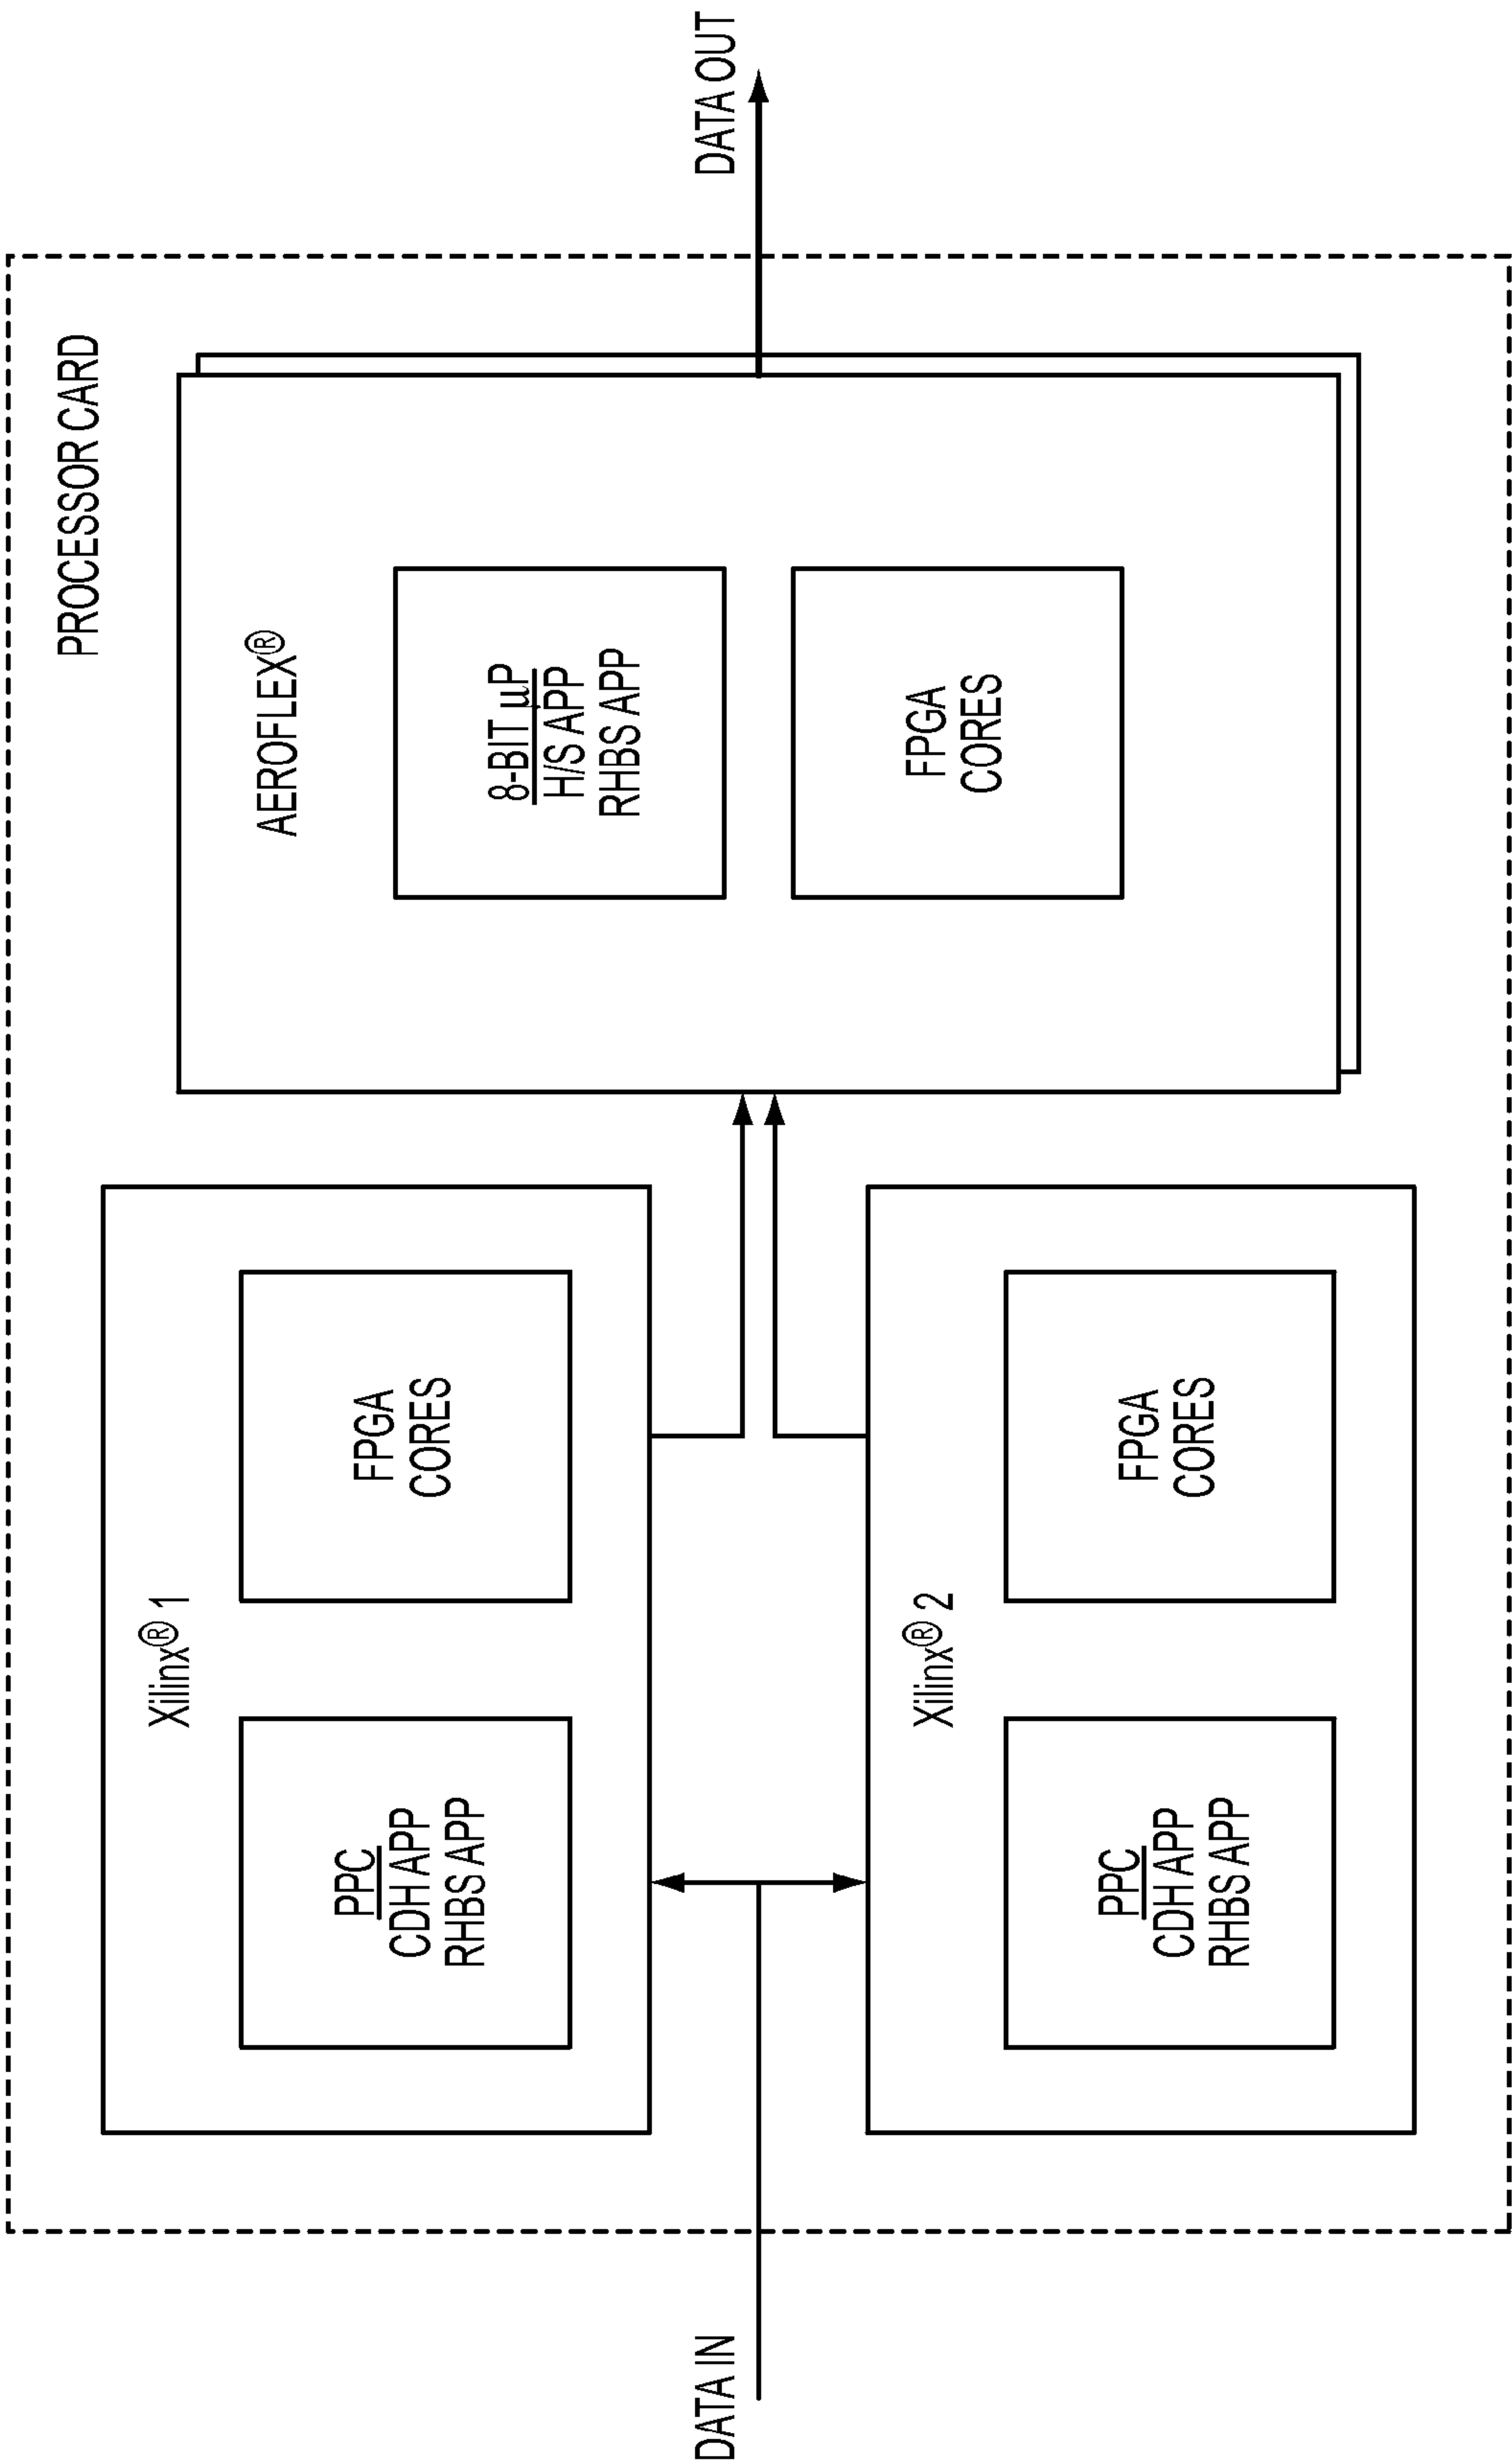 PROCESSOR CARD
DATA IN
Xilinx® 1
PPC
CDH APP
RHBS APP
FPGA
CORES
Xilinx® 2
PPC
CDH APP
RHBS APP
FPGA
CORES
AEROFLEX®
8-BIT µP
H/S APP
RHBS APP
FPGA
CORES
DATA OUT